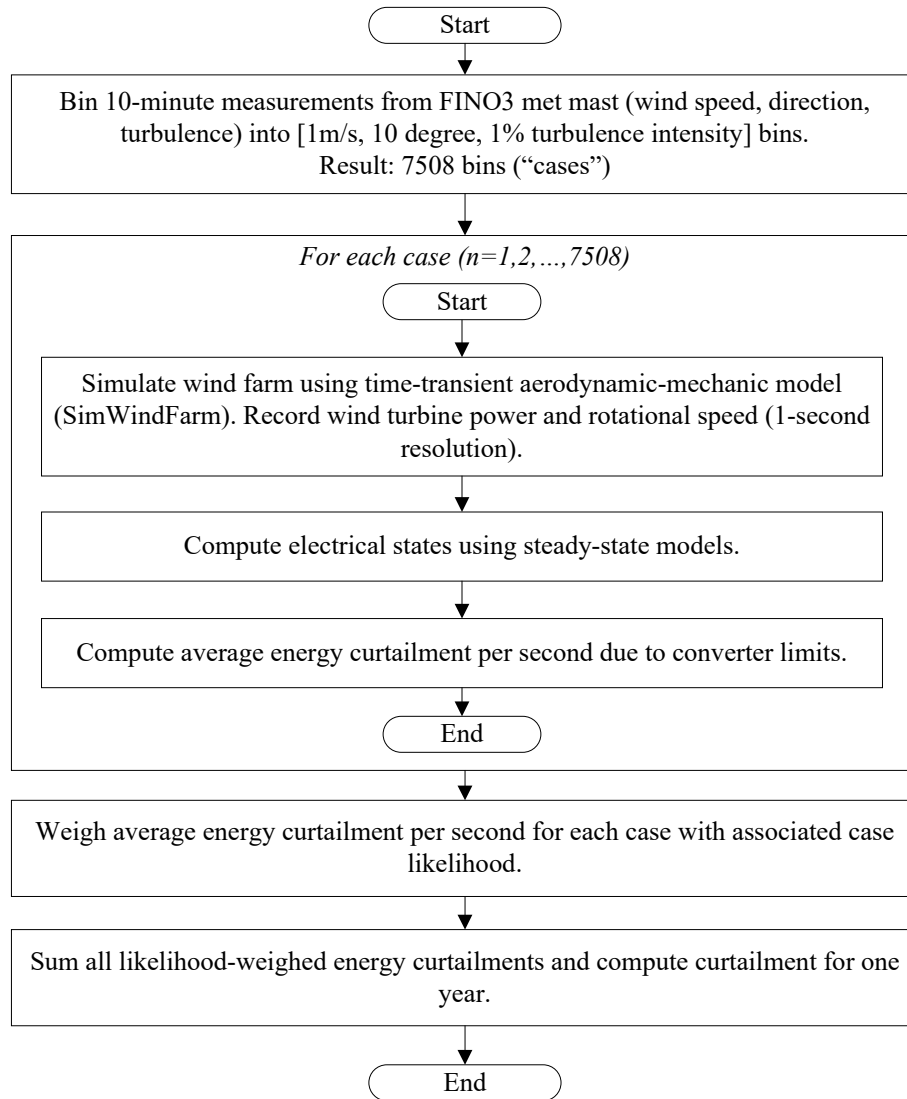 Start
Bin 10-minute measurements from FINO3 met mast (wind speed, direction,
turbulence) into [1m/s, 10 degree, 1% turbulence intensity] bins.
Result: 7508 bins (“cases”)
For each case (n=1,2,…,7508)
Start
Simulate wind farm using time-transient aerodynamic-mechanic model
(SimWindFarm). Record wind turbine power and rotational speed (1-second
resolution).
Compute electrical states using steady-state models.
Compute average energy curtailment per second due to converter limits.
End
Weigh average energy curtailment per second for each case with associated case
likelihood.
Sum all likelihood-weighed energy curtailments and compute curtailment for one
year.
End